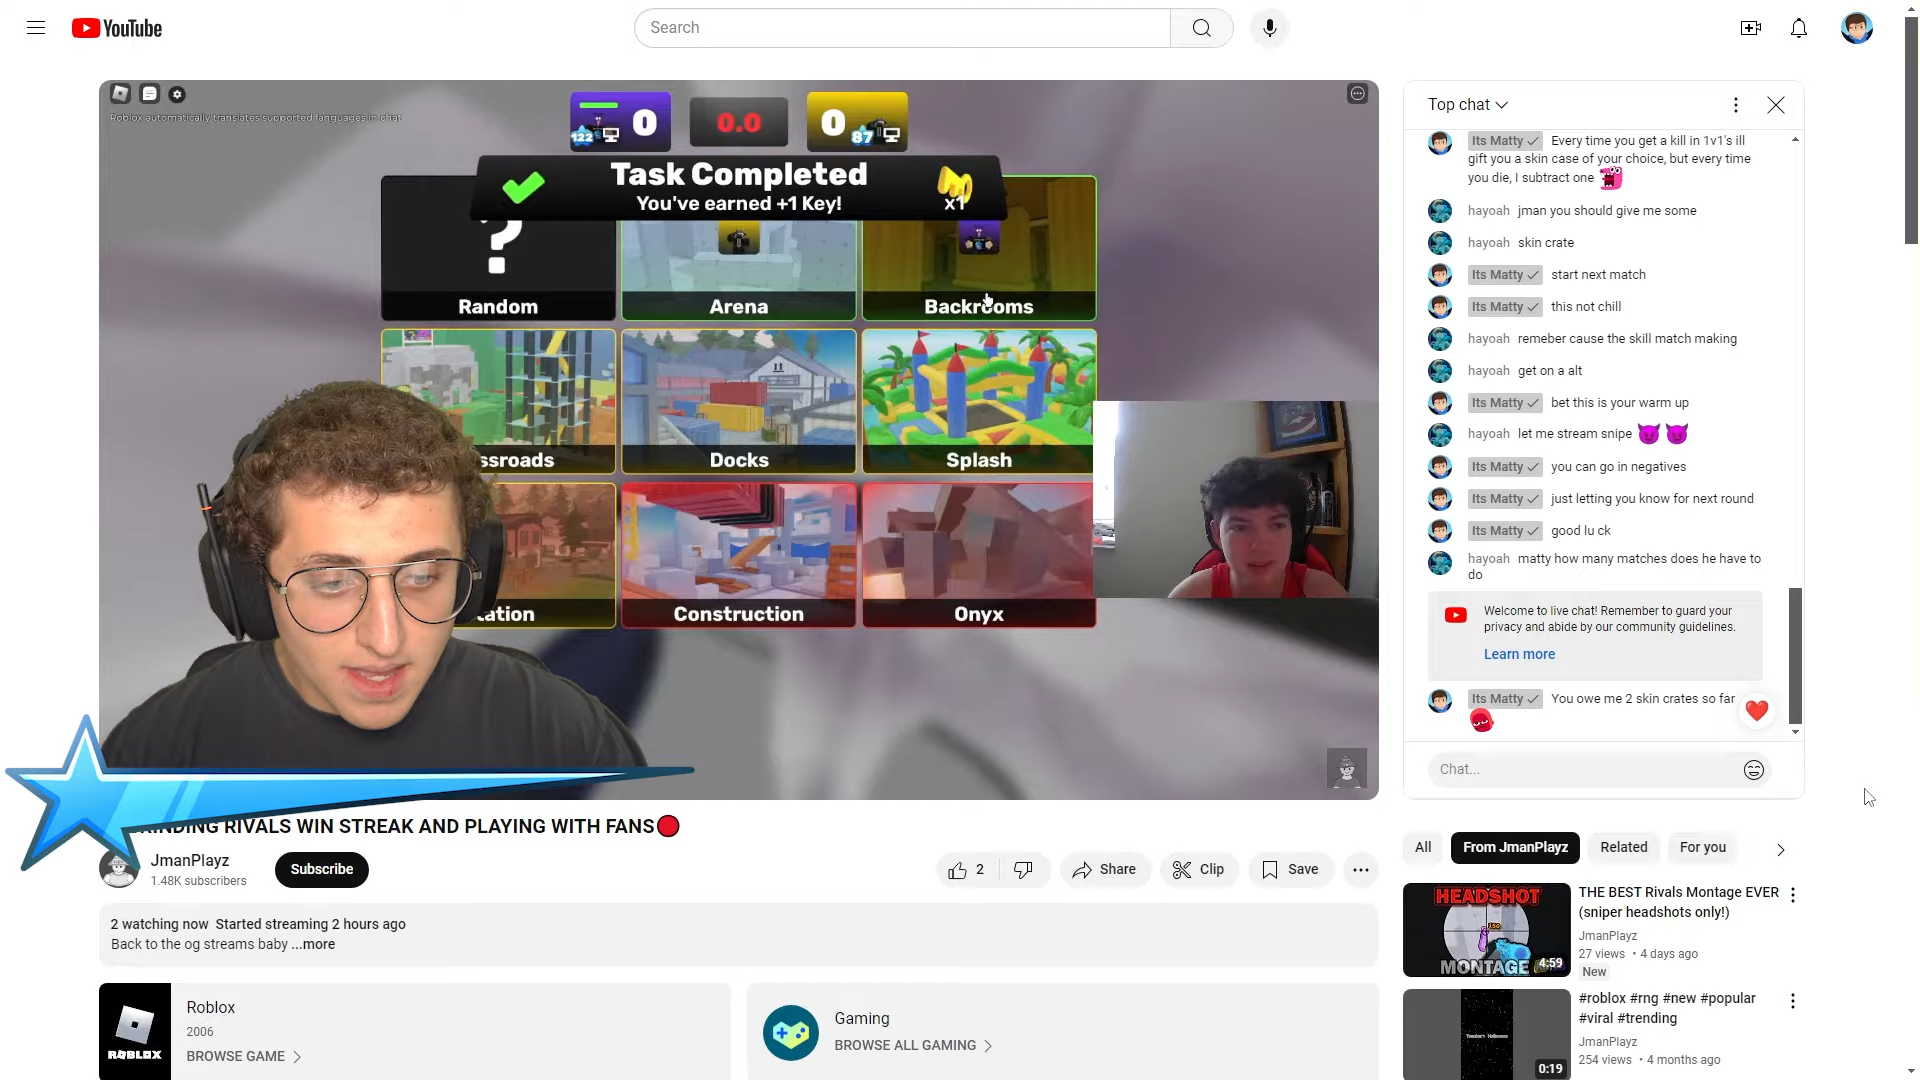 YouTube
Search
Roblox automatically translates supported languages in chat
122
0
0.0
0
87
Task Completed
You've earned +1 Key!
x1
?
Random
Arena
Backrooms
ssroads
Docks
Splash
tation
Construction
Onyx
Top chat
Its Matty Every time you get a kill in 1v1's ill
gift you a skin case of your choice, but every time
you die, I subtract one
hayoah jman you should give me some
hayoah skin crate
Its Matty start next match
Its Matty this not chill
hayoah remeber cause the skill match making
hayoah get on a alt
Its Matty bet this is your warm up
hayoah let me stream snipe
Its Matty you can go in negatives
Its Matty just letting you know for next round
Its Matty good lu ck
hayoah matty how many matches does he have to
do
Welcome to live chat! Remember to guard your
privacy and abide by our community guidelines.
Learn more
Its Matty You owe me 2 skin crates so far
Chat...
INDING RIVALS WIN STREAK AND PLAYING WITH FANS
JmanPlayz
1.48K subscribers
Subscribe
2
Share
Clip
Save
2 watching now Started streaming 2 hours ago
Back to the og streams baby ...more
ROBLOX
Roblox
2006
BROWSE GAME
Gaming
BROWSE ALL GAMING
All
From JmanPlayz
Related
For you
HEADSHOT
MONTAGE
4:59
THE BEST Rivals Montage EVER
(sniper headshots only!)
JmanPlayz
27 views • 4 days ago
New
0:19
#roblox #rng #new #popular
#viral #trending
JmanPlayz
254 views • 4 months ago